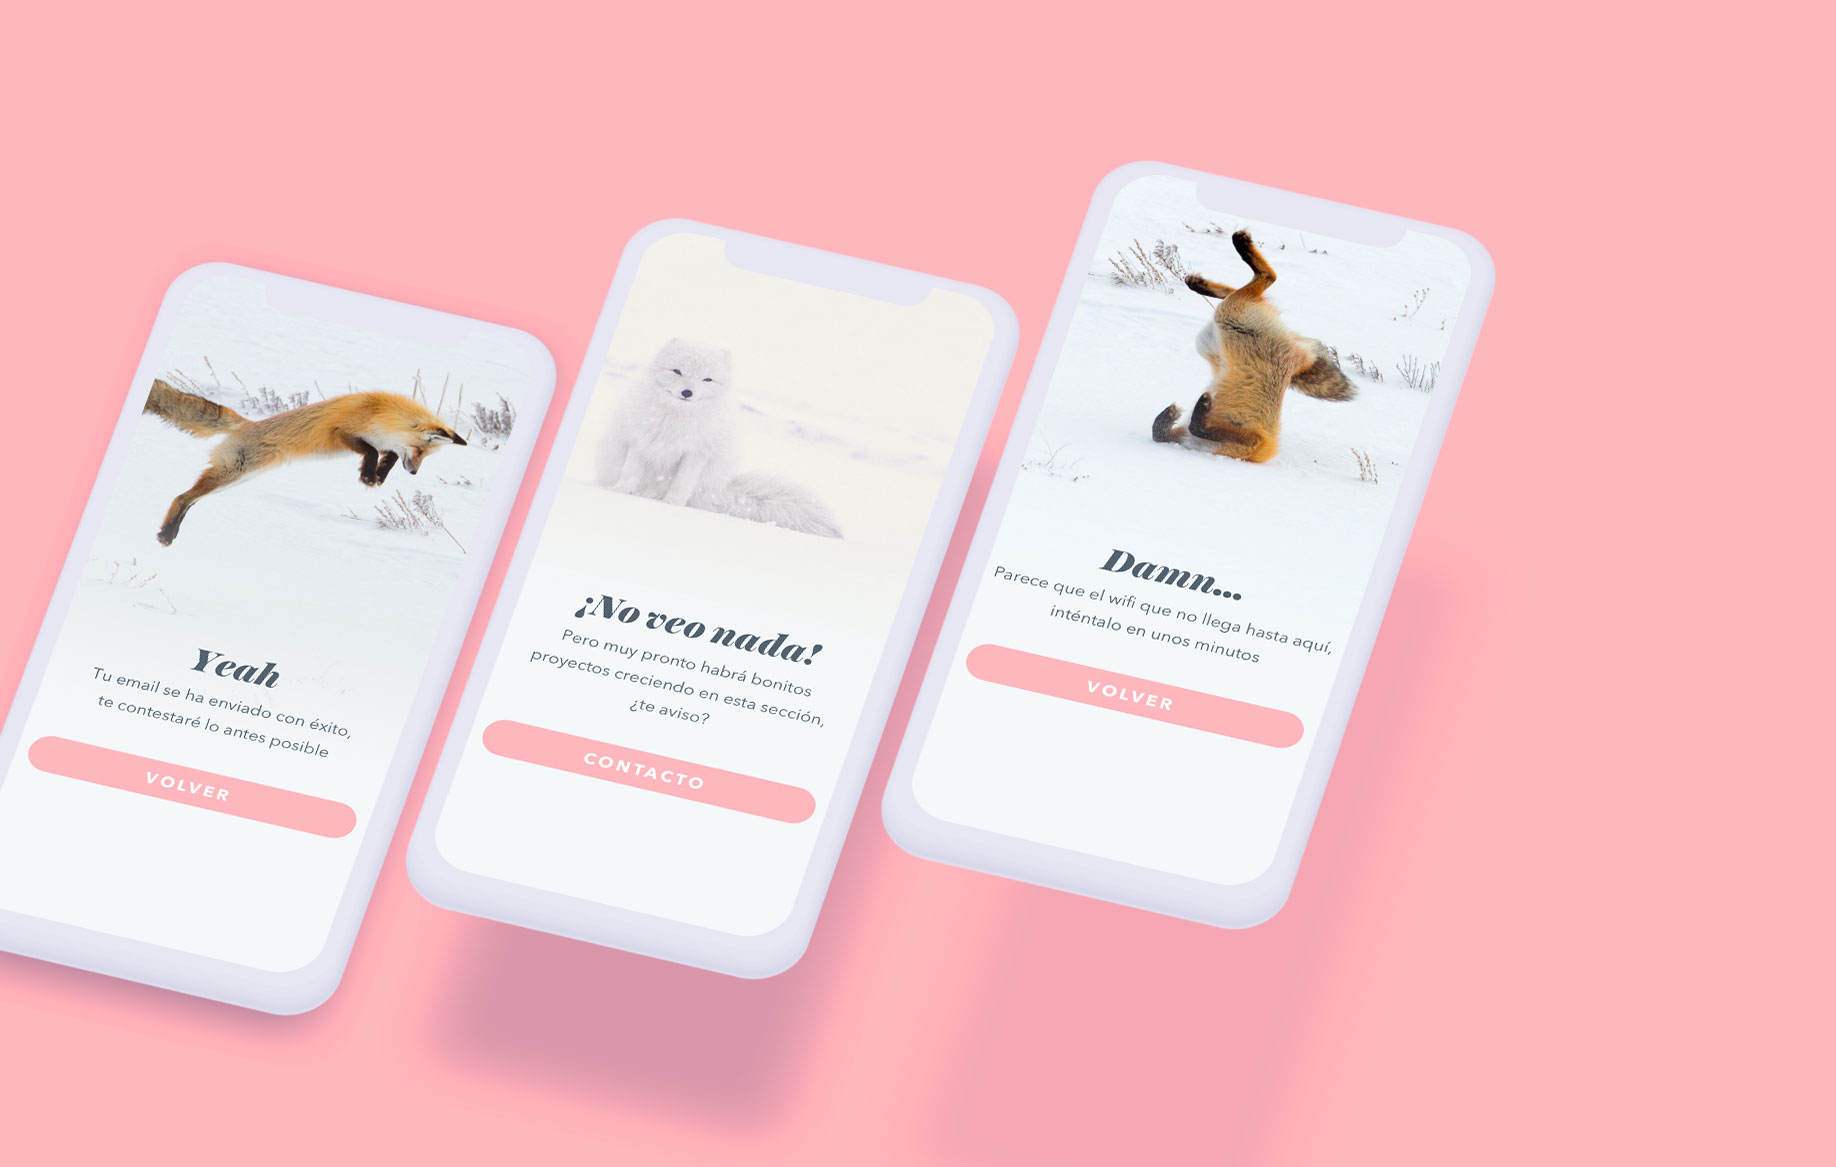 Yeah
Tu email se ha enviado con éxito,
te contestaré lo antes posible
VOLVER
¡No veo nada!
Pero muy pronto habrá bonitos
proyectos creciendo en esta sección,
¿te aviso?
CONTACTO
Damn...
Parece que el wifi que no llega hasta aquí,
inténtalo en unos minutos
VOLVER